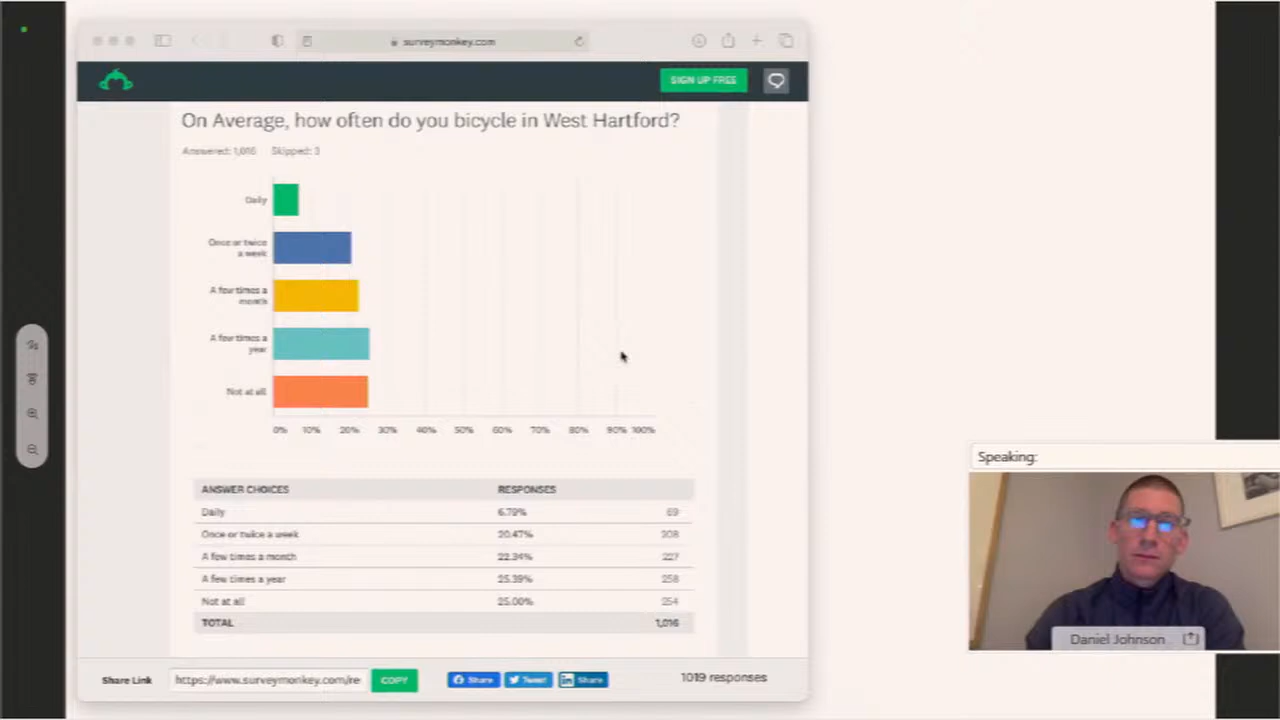 surveymonkey.com
SIGN UP FREE
On Average, how often do you bicycle in West Hartford?
Answered: 1,016 Skipped: 3
Daily
Once or twice
a week
A few times a
month
A few times a
year
Not at all
0% 10% 20% 30% 40% 50% 60% 70% 80% 90% 100%
ANSWER CHOICES RESPONSES
Daily 6.79% 69
Once or twice a week 20.47% 208
A few times a month 22.34% 227
A few times a year 25.39% 258
Not at all 25.00% 254
TOTAL 1,016
Share Link https://www.surveymonkey.com/re COPY Share Tweet Share 1019 responses
Speaking:
Daniel Johnson